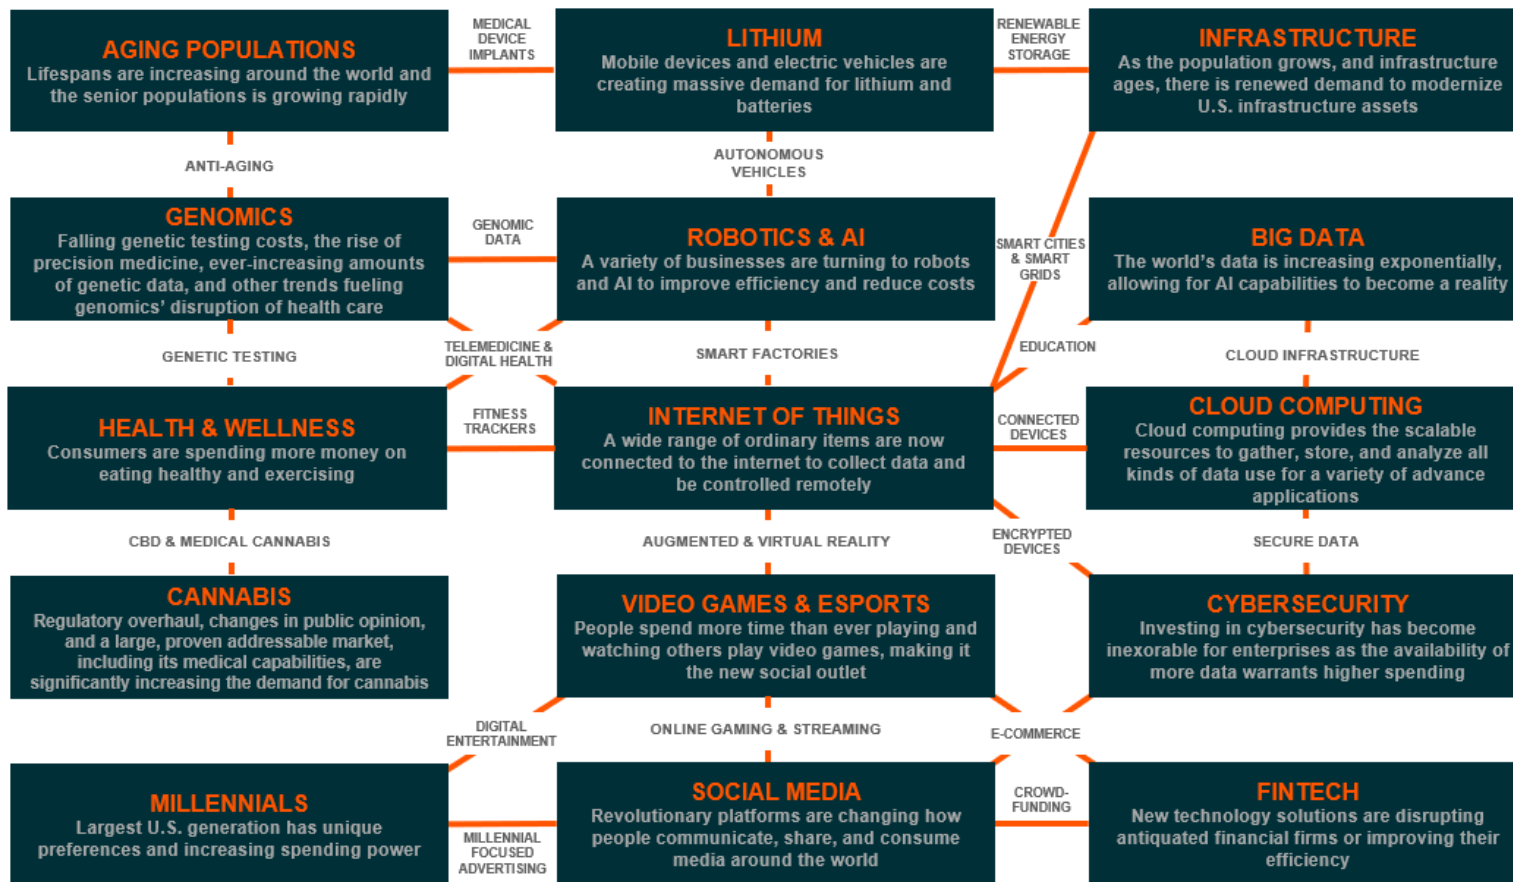 AGING POPULATIONS
Lifespans are increasing around the world and
the senior populations is growing rapidly
MEDICAL
DEVICE
IMPLANTS
LITHIUM
Mobile devices and electric vehicles are
creating massive demand for lithium and
batteries
RENEWABLE
ENERGY
STORAGE
INFRASTRUCTURE
As the population grows, and infrastructure
ages, there is renewed demand to modernize
U.S. infrastructure assets
ANTI-AGING
AUTONOMOUS
VEHICLES
GENOMICS
Falling genetic testing costs, the rise of
precision medicine, ever-increasing amounts
of genetic data, and other trends fueling
genomics’ disruption of health care
GENOMIC
DATA
ROBOTICS & AI
A variety of businesses are turning to robots
and AI to improve efficiency and reduce costs
SMART CITIES
& SMART
GRIDS
BIG DATA
The world’s data is increasing exponentially,
allowing for AI capabilities to become a reality
GENETIC TESTING
TELEMEDICINE &
DIGITAL HEALTH
SMART FACTORIES
EDUCATION
CLOUD INFRASTRUCTURE
HEALTH & WELLNESS
Consumers are spending more money on
eating healthy and exercising
FITNESS
TRACKERS
INTERNET OF THINGS
A wide range of ordinary items are now
connected to the internet to collect data and
be controlled remotely
CONNECTED
DEVICES
CLOUD COMPUTING
Cloud computing provides the scalable
resources to gather, store, and analyze all
kinds of data use for a variety of advance
applications
CBD & MEDICAL CANNABIS
AUGMENTED & VIRTUAL REALITY
ENCRYPTED
DEVICES
SECURE DATA
CANNABIS
Regulatory overhaul, changes in public opinion,
and a large, proven addressable market,
including its medical capabilities, are
significantly increasing the demand for cannabis
VIDEO GAMES & ESPORTS
People spend more time than ever playing and
watching others play video games, making it
the new social outlet
CYBERSECURITY
Investing in cybersecurity has become
inexorable for enterprises as the availability of
more data warrants higher spending
DIGITAL
ENTERTAINMENT
ONLINE GAMING & STREAMING
E-COMMERCE
MILLENNIALS
Largest U.S. generation has unique
preferences and increasing spending power
MILLENNIAL
FOCUSED
ADVERTISING
SOCIAL MEDIA
Revolutionary platforms are changing how
people communicate, share, and consume
media around the world
CROWD-
FUNDING
FINTECH
New technology solutions are disrupting
antiquated financial firms or improving their
efficiency